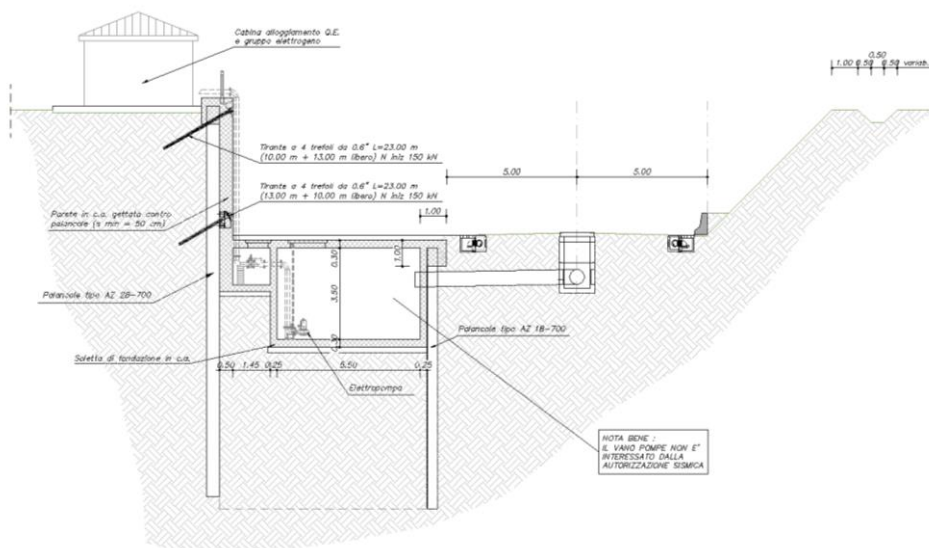 Cabina alloggiamento Q.E.
e gruppo elettrogeno
0.50
1.00 0.50 0.50 variab.
Tirante a 4 trefoli da 0.6" L=23.00 m
(10.00 m + 13.00 m libero) N iniz 150 kN
Tirante a 4 trefoli da 0.6" L=23.00 m
(13.00 m + 10.00 m libero) N iniz 150 kN
5.00 5.00
Parete in c.a. gettata contro
palancole (s min = 50 cm)
1.00
1.00
0.30
3.50
Palancole tipo AZ 28-700
Palancole tipo AZ 18-700
Soletta di fondazione in c.a.
0.50 1.45 0.25 5.50 0.25
Elettropompa
NOTA BENE :
IL VANO POMPE NON E'
INTERESSATO DALLA
AUTORIZZAZIONE SISMICA